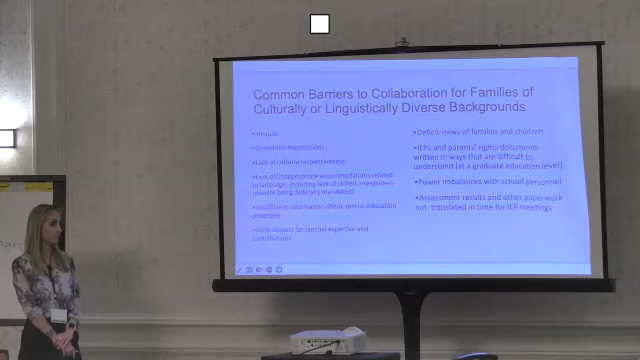 Common Barriers to Collaboration for Families of
Culturally or Linguistically Diverse Backgrounds
•Inequity
•Unrealistic expectations
•Lack of cultural responsiveness
•Lack of/inappropriate accommodations related
to language, including lack of skilled interpreters
(despite being federally mandated)
•Insufficient information about special education
processes
•Little respect for familial expertise and
contributions
•Deficit views of families and children
•IEPs and parents' rights documents
written in ways that are difficult to
understand (at a graduate education level)
•Power imbalances with school personnel
•Assessment results and other paperwork
not translated in time for IEP meetings